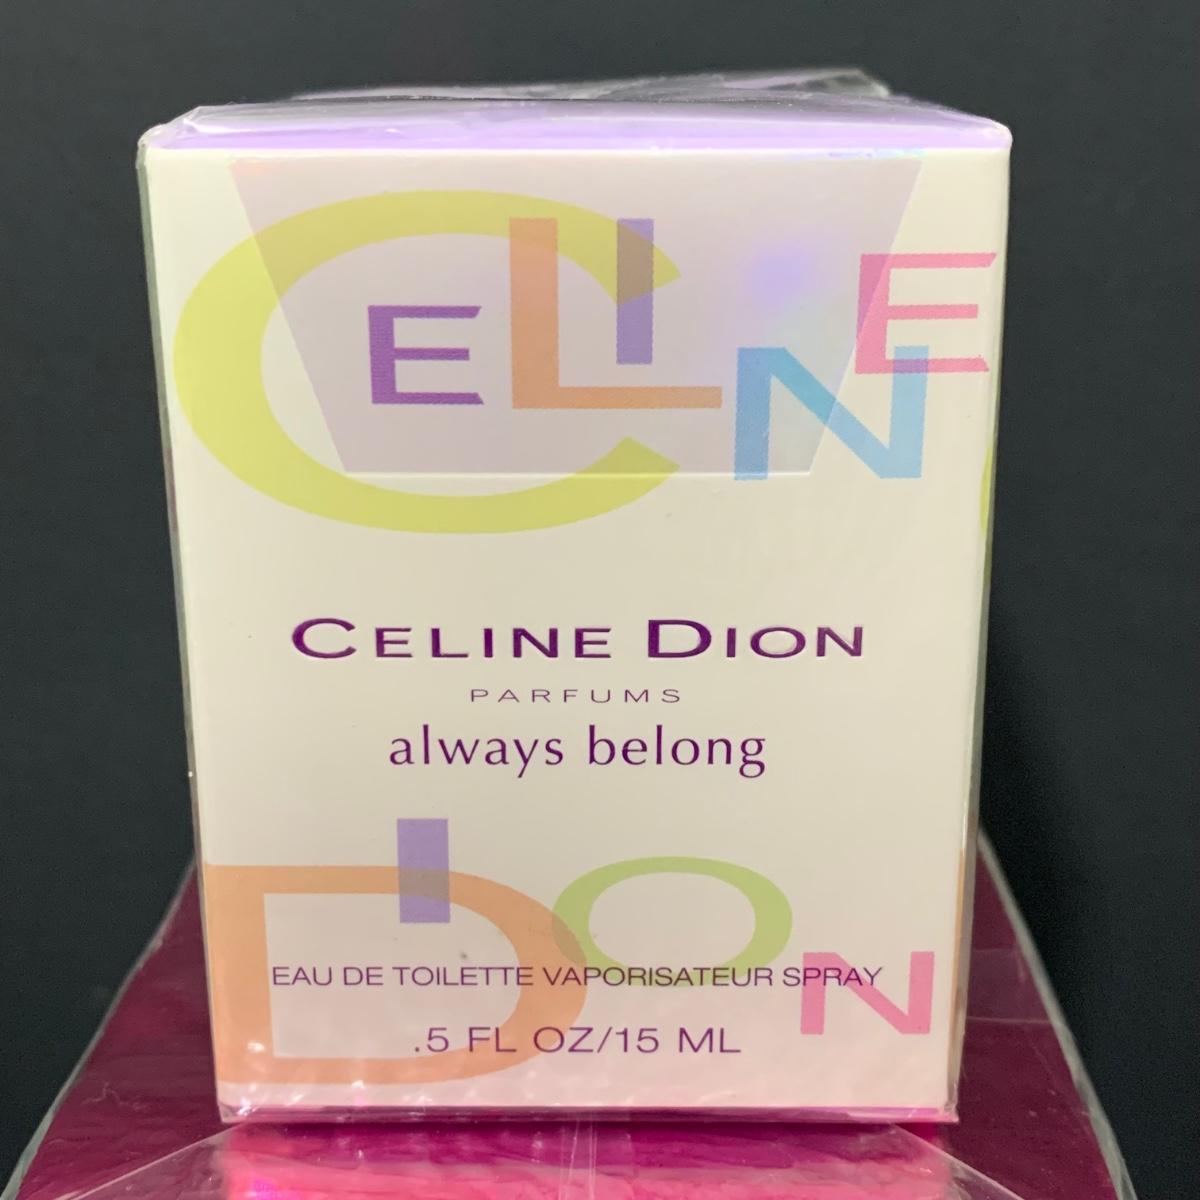 CELINE
CELINE DION
PARFUMS
always belong
DION
EAU DE TOILETTE VAPORISATEUR SPRAY
.5 FL OZ/15 ML